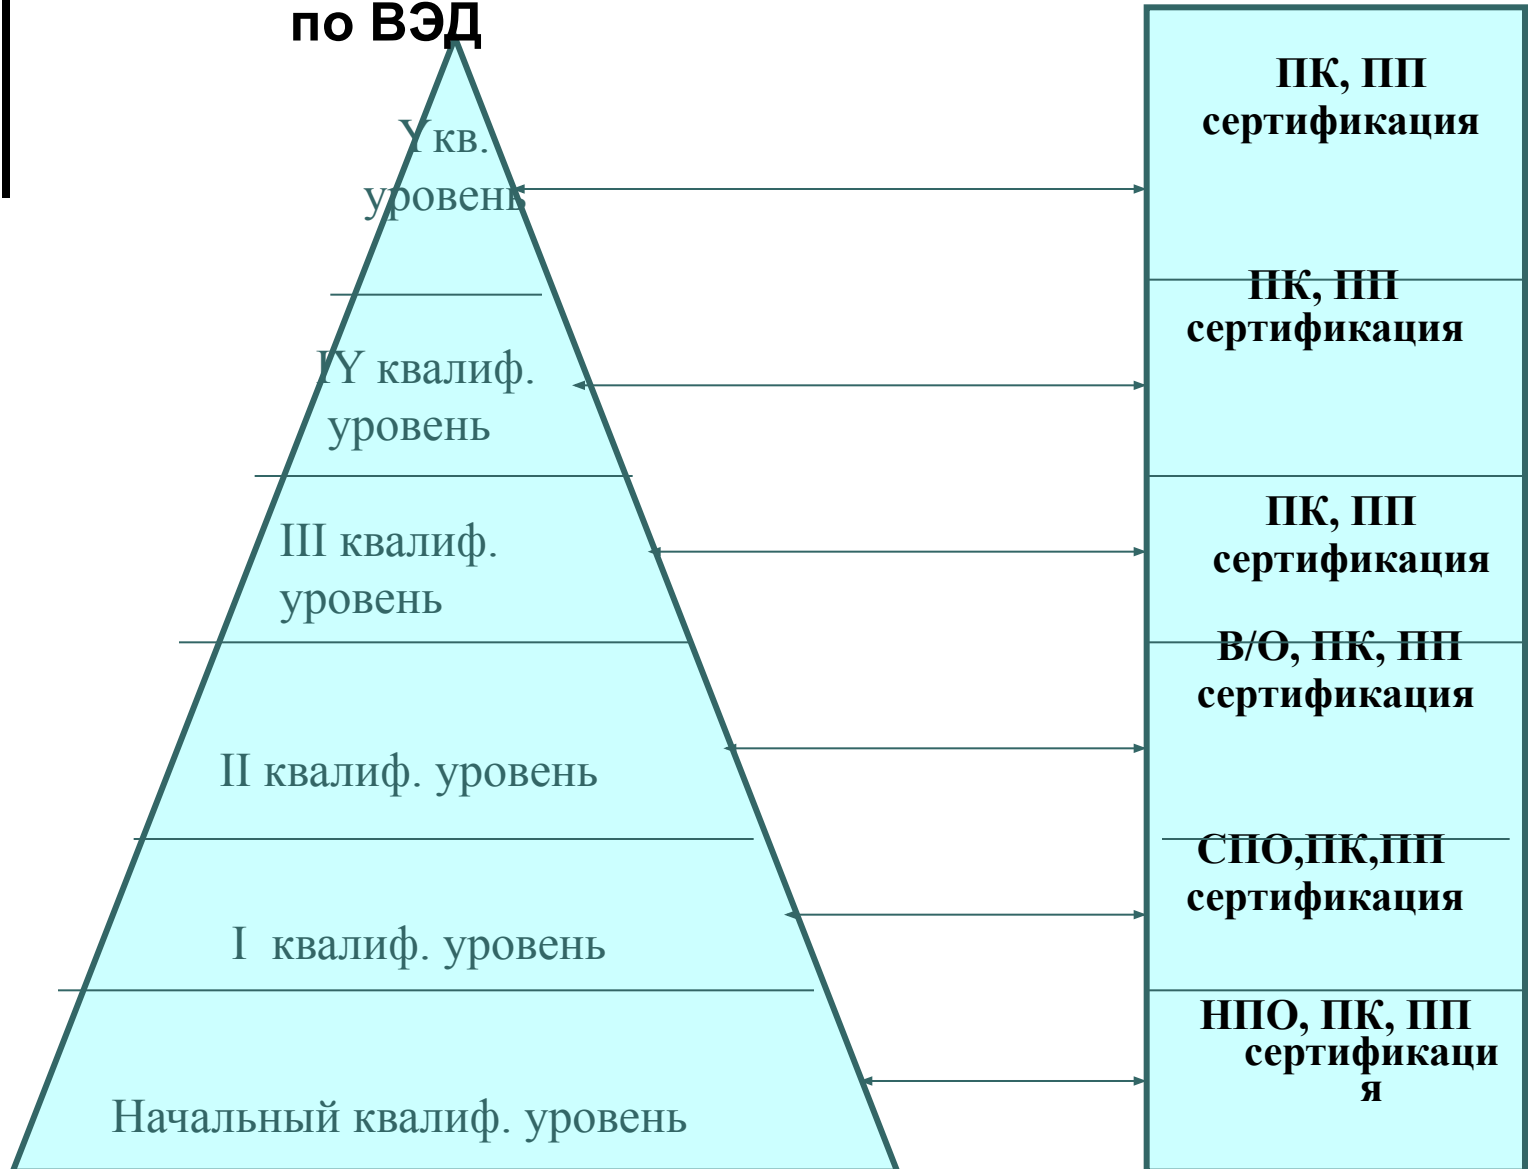 по ВЭД
Yкв.
уровень
IY квалиф.
уровень
III квалиф.
уровень
II квалиф. уровень
I квалиф. уровень
Начальный квалиф. уровень
ПК, ПП
сертификация
ПК, ПП
сертификация
ПК, ПП
сертификация
В/О, ПК, ПП
сертификация
СПО,ПК,ПП
сертификация
НПО, ПК, ПП
сертификаци
я